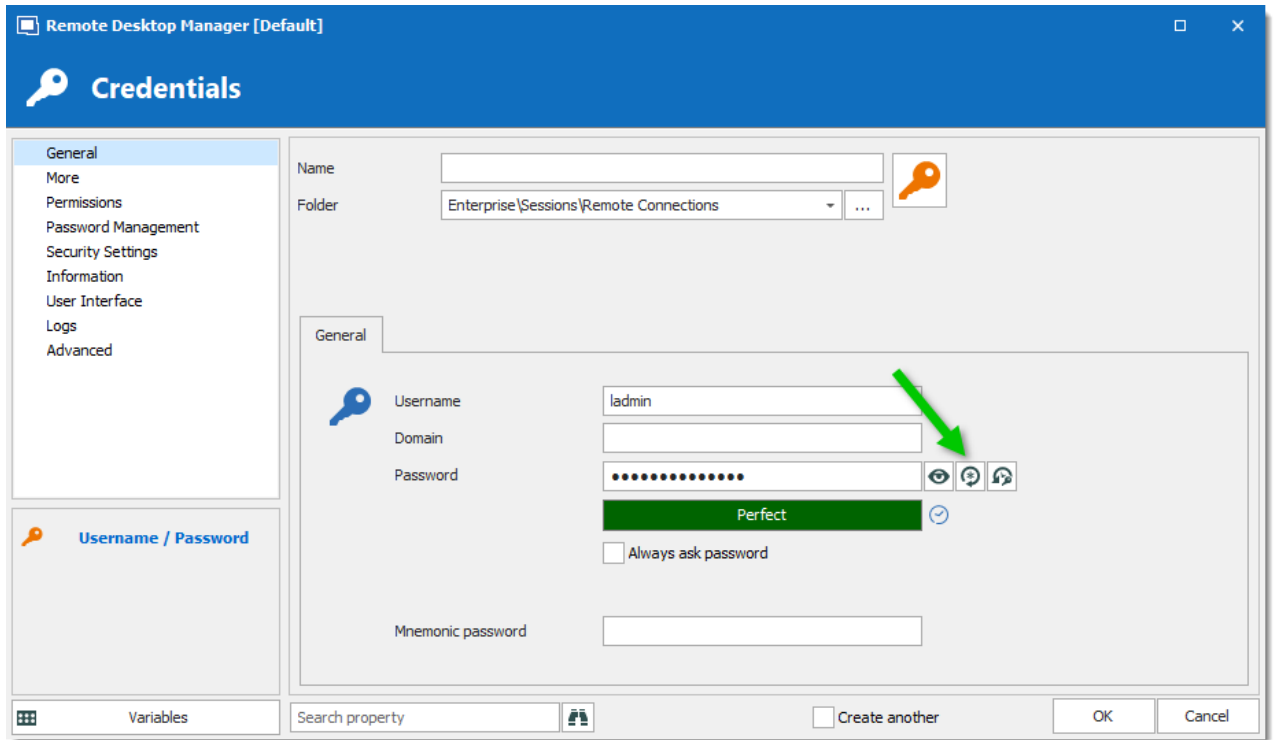 Remote Desktop Manager [Default]
Credentials
General
More
Permissions
Password Management
Security Settings
Information
User Interface
Logs
Advanced
Username / Password
Variables
Name
Folder
Enterprise\Sessions\Remote Connections
...
General
Username
ladmin
Domain
Password
••••••••••••••
Perfect
Always ask password
Mnemonic password
Search property
Create another
OK
Cancel